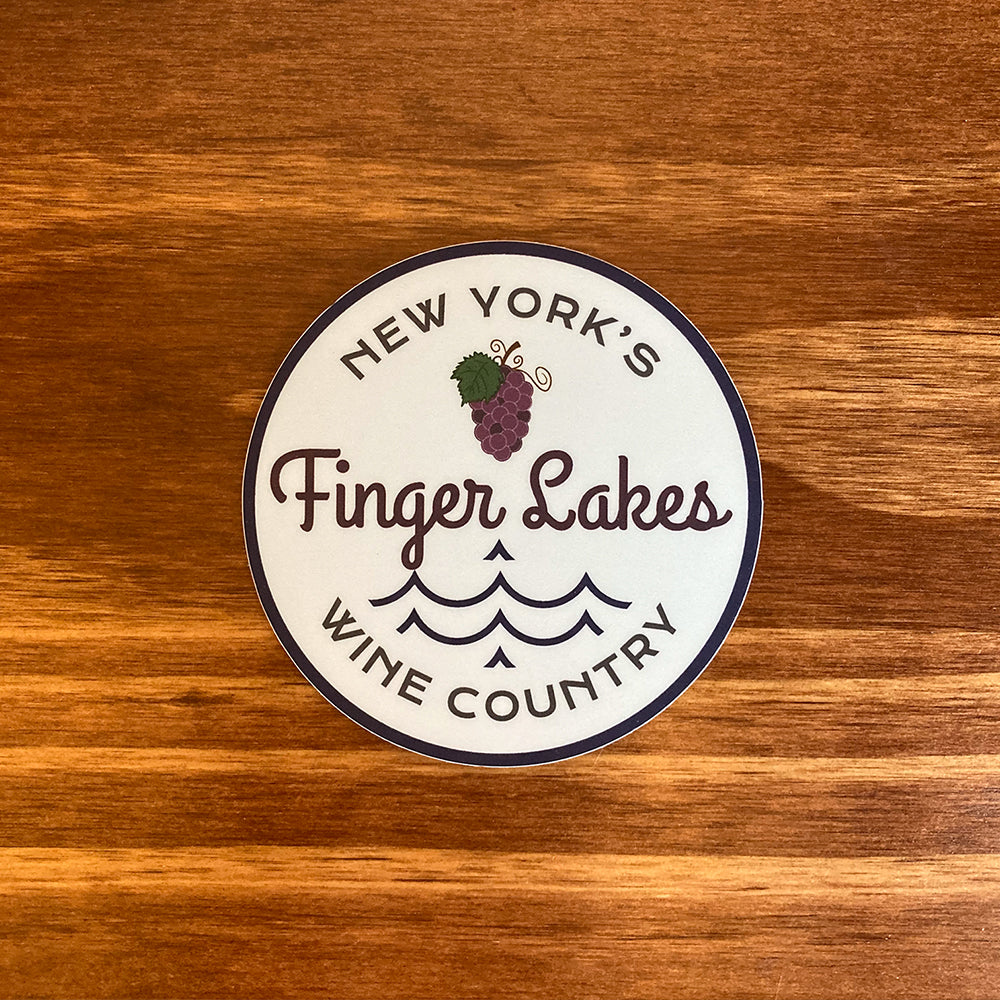 NEW YORK'S
Finger Lakes
WINE COUNTRY